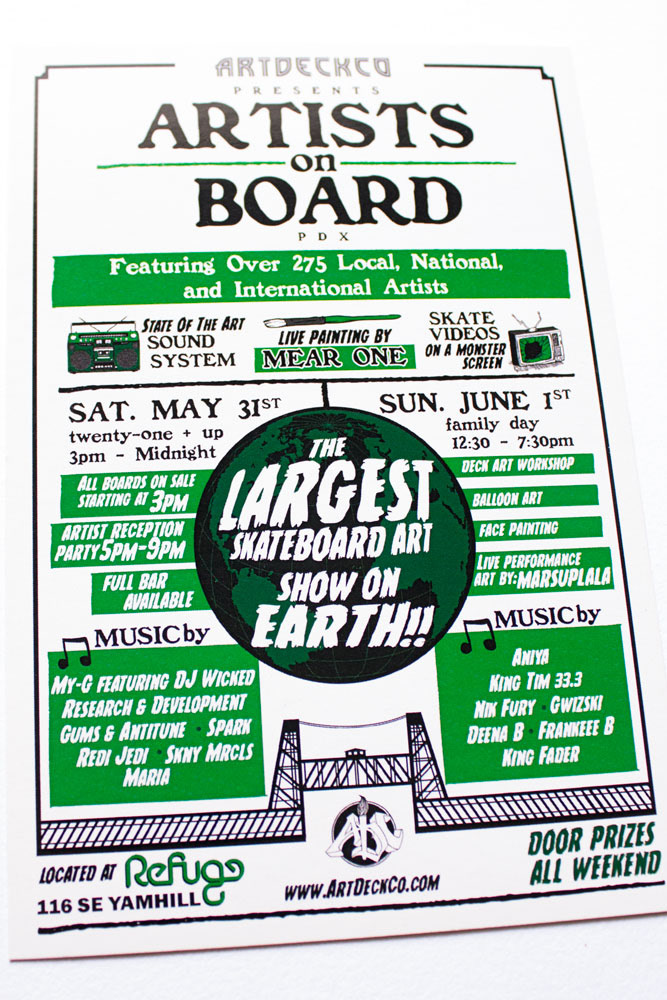 ARTDECKCO
PRESENTS
ARTISTS
on
BOARD
PDX
Featuring Over 275 Local, National,
and International Artists
STATE OF THE ART
SOUND
SYSTEM
LIVE PAINTING BY
MEAR ONE
SKATE
VIDEOS
ON A MONSTER
SCREEN
SAT. MAY 31ST
twenty-one + up
3pm - Midnight
ALL BOARDS ON SALE
STARTING AT 3PM
ARTIST RECEPTION
PARTY 5PM-9PM
FULL BAR
AVAILABLE
MUSIC by
MY-G FEATURING DJ WICKED
RESEARCH & DEVELOPMENT
GUMS & ANTITUNE • SPARK
REDI JEDI • SKNY MRCLS
MARIA
THE
LARGEST
SKATEBOARD ART
SHOW ON
EARTH!!
SUN. JUNE 1ST
family day
12:30 - 7:30pm
DECK ART WORKSHOP
BALLOON ART
FACE PAINTING
LIVE PERFORMANCE
ART BY: MARSUPLALA
MUSIC by
ANIYA
KING TIM 33.3
NIK FURY • GWIZSKI
DEENA B • FRANKEEE B
KING FADER
LOCATED AT Refuge
116 SE YAMHILL
ADC
WWW.ARTDECKCO.COM
DOOR PRIZES
ALL WEEKEND